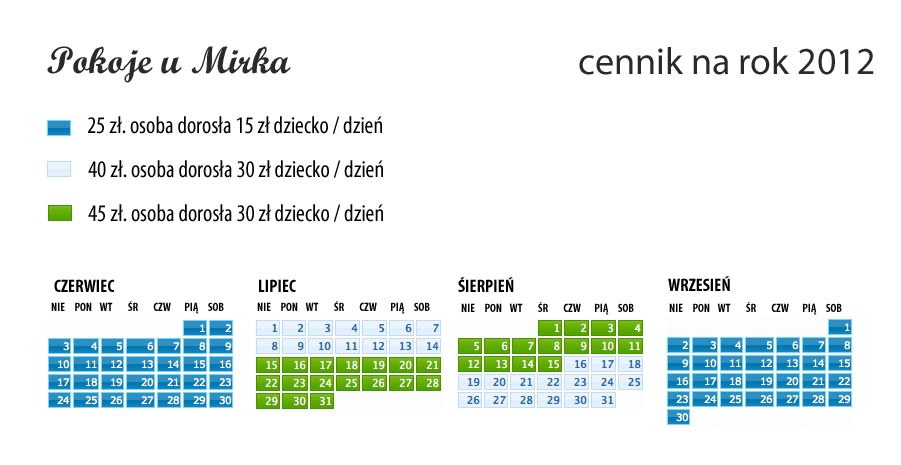 Pokoje u Mirka
cennik na rok 2012
25 zł. osoba dorosła 15 zł dziecko / dzień
40 zł. osoba dorosła 30 zł dziecko / dzień
45 zł. osoba dorosła 30 zł dziecko / dzień
CZERWIEC
NIE PON WT ŚR CZW PIĄ SOB
1 2
3 4 5 6 7 8 9
10 11 12 13 14 15 16
17 18 19 20 21 22 23
24 25 26 27 28 29 30
LIPIEC
NIE PON WT ŚR CZW PIĄ SOB
1 2 3 4 5 6 7
8 9 10 11 12 13 14
15 16 17 18 19 20 21
22 23 24 25 26 27 28
29 30 31
ŚIERPIEŃ
NIE PON WT ŚR CZW PIĄ SOB
1 2 3 4
5 6 7 8 9 10 11
12 13 14 15 16 17 18
19 20 21 22 23 24 25
26 27 28 29 30 31
WRZESIEŃ
NIE PON WT ŚR CZW PIĄ SOB
1
2 3 4 5 6 7 8
9 10 11 12 13 14 15
16 17 18 19 20 21 22
23 24 25 26 27 28 29
30